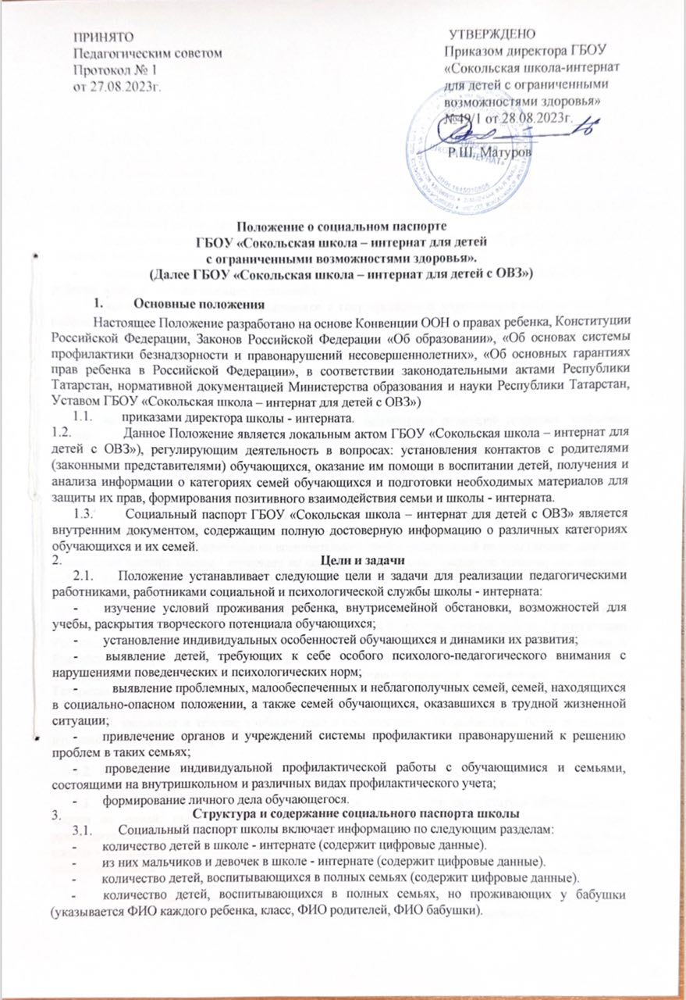 ПРИНЯТО
Педагогическим советом
Протокол № 1
от 27.08.2023г.
УТВЕРЖДЕНО
Приказом директора ГБОУ
«Сокольская школа-интернат
для детей с ограниченными
возможностями здоровья»
№49/1 от 28.08.2023г.
Р.Ш. Матуров
Положение о социальном паспорте
ГБОУ «Сокольская школа – интернат для детей
с ограниченными возможностями здоровья».
(Далее ГБОУ «Сокольская школа – интернат для детей с ОВЗ»)
1. Основные положения
Настоящее Положение разработано на основе Конвенции ООН о правах ребенка, Конституции
Российской Федерации, Законов Российской Федерации «Об образовании», «Об основах системы
профилактики безнадзорности и правонарушений несовершеннолетних», «Об основных гарантиях
прав ребенка в Российской Федерации», в соответствии законодательными актами Республики
Татарстан, нормативной документацией Министерства образования и науки Республики Татарстан,
Уставом ГБОУ «Сокольская школа – интернат для детей с ОВЗ»)
1.1. приказами директора школы - интерната.
1.2. Данное Положение является локальным актом ГБОУ «Сокольская школа – интернат для
детей с ОВЗ»), регулирующим деятельность в вопросах: установления контактов с родителями
(законными представителями) обучающихся, оказание им помощи в воспитании детей, получения и
анализа информации о категориях семей обучающихся и подготовки необходимых материалов для
защиты их прав, формирования позитивного взаимодействия семьи и школы - интерната.
1.3. Социальный паспорт ГБОУ «Сокольская школа – интернат для детей с ОВЗ» является
внутренним документом, содержащим полную достоверную информацию о различных категориях
обучающихся и их семей.
2. Цели и задачи
2.1. Положение устанавливает следующие цели и задачи для реализации педагогическими
работниками, работниками социальной и психологической службы школы - интерната:
- изучение условий проживания ребенка, внутрисемейной обстановки, возможностей для
учебы, раскрытия творческого потенциала обучающихся;
- установление индивидуальных особенностей обучающихся и динамики их развития;
- выявление детей, требующих к себе особого психолого-педагогического внимания с
нарушениями поведенческих и психологических норм;
- выявление проблемных, малообеспеченных и неблагополучных семей, семей, находящихся
в социально-опасном положении, а также семей обучающихся, оказавшихся в трудной жизненной
ситуации;
- привлечение органов и учреждений системы профилактики правонарушений к решению
проблем в таких семьях;
- проведение индивидуальной профилактической работы с обучающимися и семьями,
состоящими на внутришкольном и различных видах профилактического учета;
- формирование личного дела обучающегося.
3. Структура и содержание социального паспорта школы
3.1. Социальный паспорт школы включает информацию по следующим разделам:
- количество детей в школе - интернате (содержит цифровые данные).
- из них мальчиков и девочек в школе - интернате (содержит цифровые данные).
- количество детей, воспитывающихся в полных семьях (содержит цифровые данные).
- количество детей, воспитывающихся в полных семьях, но проживающих у бабушки
(указывается ФИО каждого ребенка, класс, ФИО родителей, ФИО бабушки).